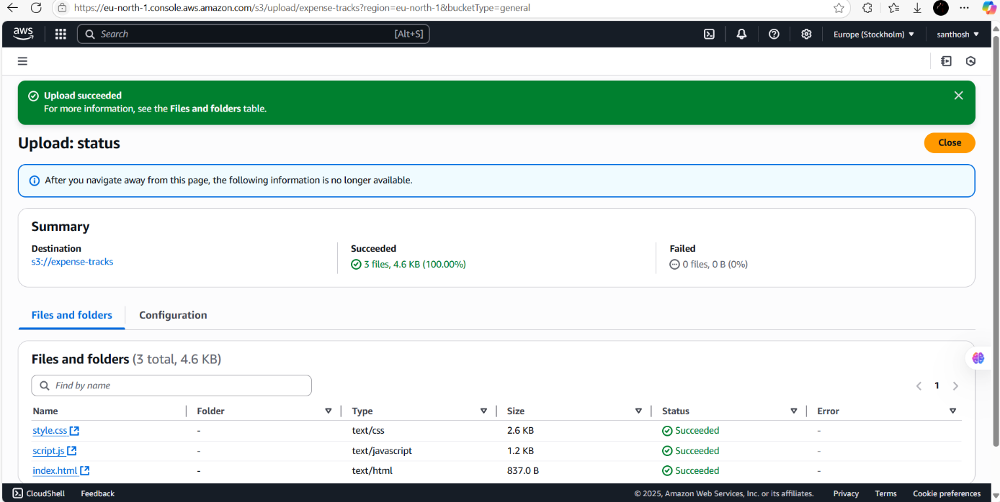 https://eu-north-1.console.aws.amazon.com/s3/upload/expense-tracks?region=eu-north-1&bucketType=general
aws
Search
[Alt+S]
Europe (Stockholm)
santhosh
Upload succeeded
For more information, see the Files and folders table.
Upload: status
Close
After you navigate away from this page, the following information is no longer available.
Summary
Destination
s3://expense-tracks
Succeeded
3 files, 4.6 KB (100.00%)
Failed
0 files, 0 B (0%)
Files and folders
Configuration
Files and folders (3 total, 4.6 KB)
Find by name
1
Name Folder Type Size Status Error
style.css - text/css 2.6 KB Succeeded -
script.js - text/javascript 1.2 KB Succeeded -
index.html - text/html 837.0 B Succeeded -
CloudShell Feedback © 2025, Amazon Web Services, Inc. or its affiliates. Privacy Terms Cookie preferences